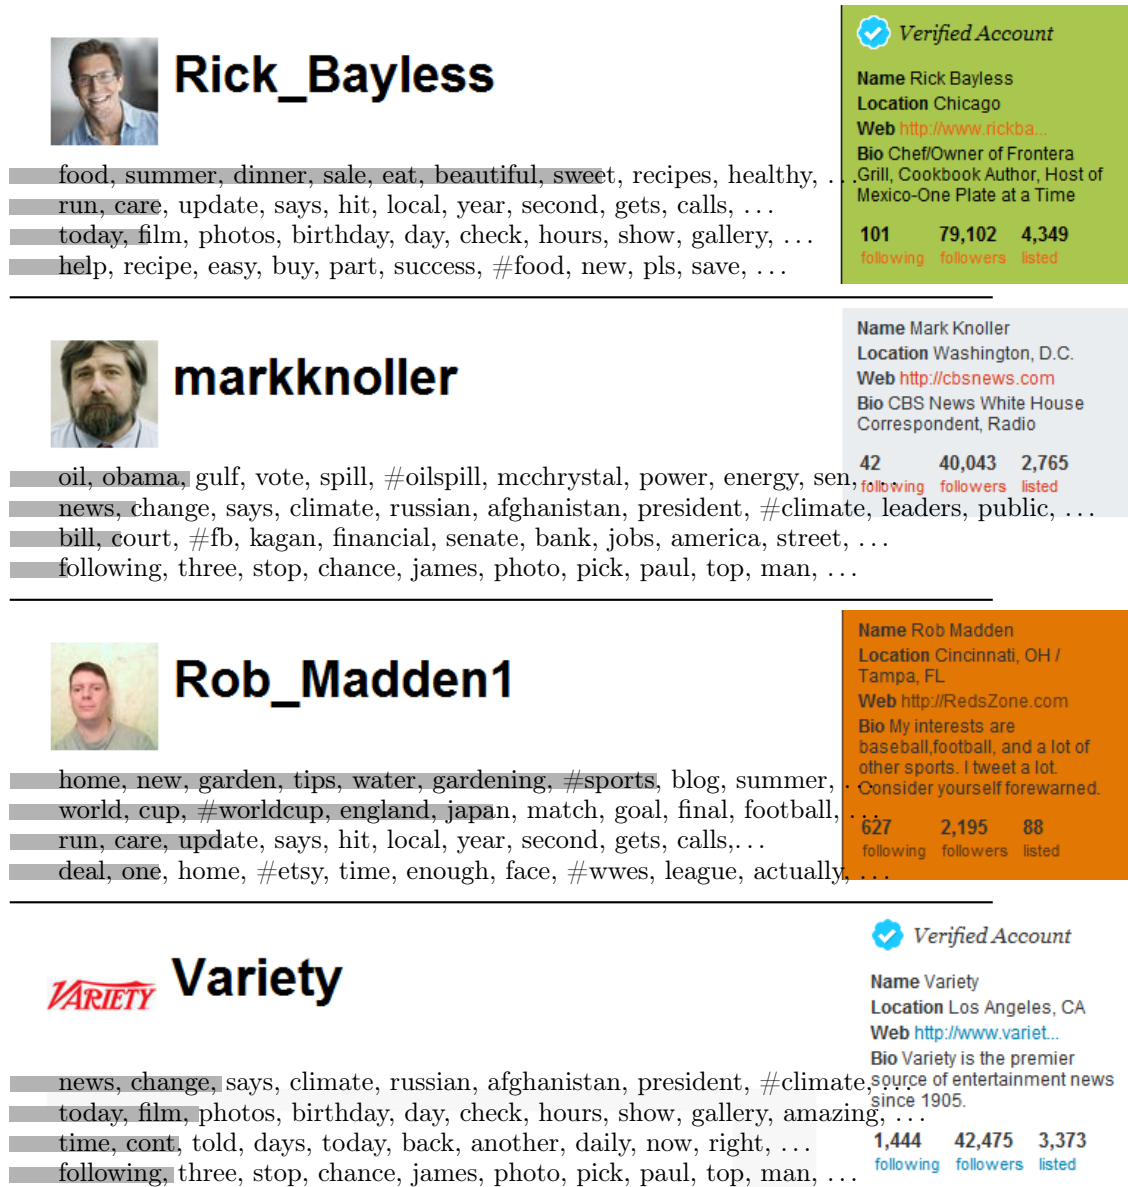 Rick_Bayless
food, summer, dinner, sale, eat, beautiful, sweet, recipes, healthy, ...
run, care, update, says, hit, local, year, second, gets, calls, ...
today, film, photos, birthday, day, check, hours, show, gallery, ...
help, recipe, easy, buy, part, success, #food, new, pls, save, ...
Verified Account
Name Rick Bayless
Location Chicago
Web http://www.rickba...
Bio Chef/Owner of Frontera
Grill, Cookbook Author, Host of
Mexico-One Plate at a Time
101 79,102 4,349
following followers listed
markknoller
oil, obama, gulf, vote, spill, #oilspill, mcchrystal, power, energy, sen, ...
news, change, says, climate, russian, afghanistan, president, #climate, leaders, public, ...
bill, court, #fb, kagan, financial, senate, bank, jobs, america, street, ...
following, three, stop, chance, james, photo, pick, paul, top, man, ...
Name Mark Knoller
Location Washington, D.C.
Web http://cbsnews.com
Bio CBS News White House
Correspondent, Radio
42 40,043 2,765
following followers listed
Rob_Madden1
home, new, garden, tips, water, gardening, #sports, blog, summer, ...
world, cup, #worldcup, england, japan, match, goal, final, football, ...
run, care, update, says, hit, local, year, second, gets, calls,...
deal, one, home, #etsy, time, enough, face, #wwes, league, actually, ...
Name Rob Madden
Location Cincinnati, OH /
Tampa, FL
Web http://RedsZone.com
Bio My interests are
baseball,football, and a lot of
other sports. I tweet a lot.
Consider yourself forewarned.
627 2,195 88
following followers listed
VARIETY
Variety
news, change, says, climate, russian, afghanistan, president, #climate, ...
today, film, photos, birthday, day, check, hours, show, gallery, amazing, ...
time, cont, told, days, today, back, another, daily, now, right, ...
following, three, stop, chance, james, photo, pick, paul, top, man, ...
Verified Account
Name Variety
Location Los Angeles, CA
Web http://www.variet...
Bio Variety is the premier
source of entertainment news
since 1905.
1,444 42,475 3,373
following followers listed